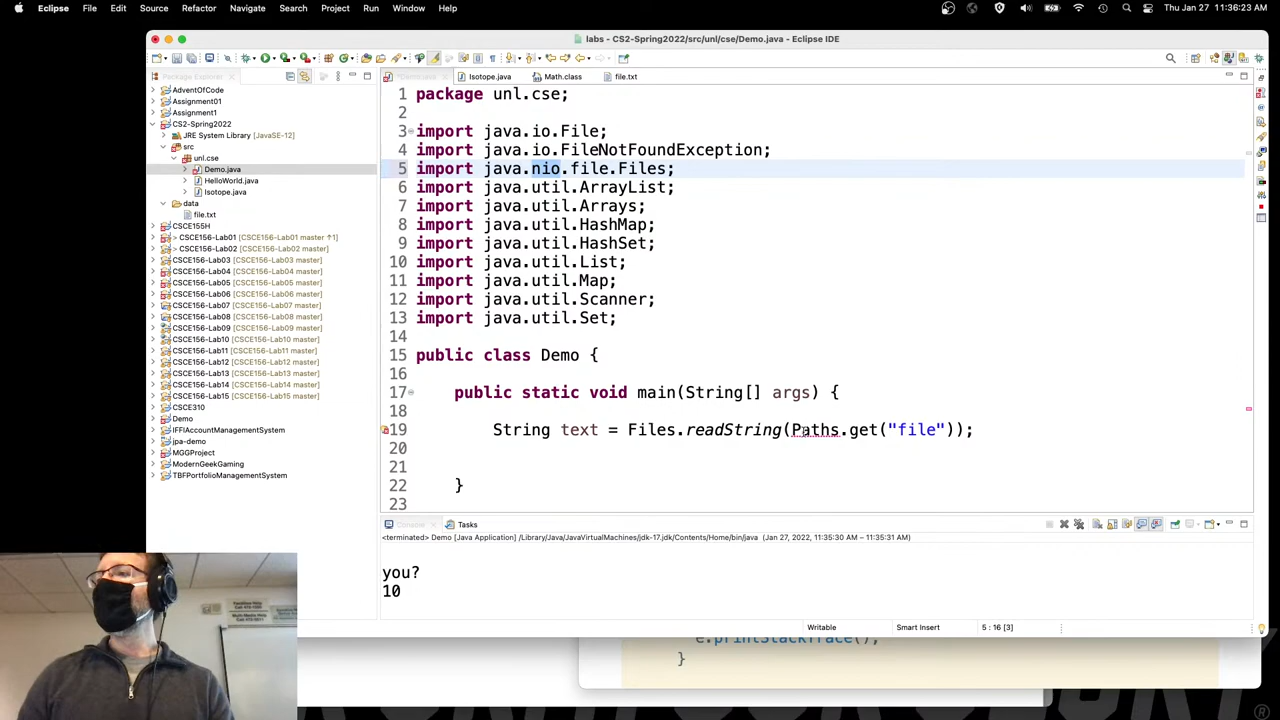 Eclipse File Edit Source Refactor Navigate Search Project Run Window Help Thu Jan 27 11:36:23 AM
labs - CS2-Spring2022/src/unl/cse/Demo.java - Eclipse IDE
Package Explorer
*Demo.java Isotope.java Math.class file.txt
AdventOfCode
Assignment01
Assignment1
CS2-Spring2022
JRE System Library [JavaSE-12]
src
unl.cse
Demo.java
HelloWorld.java
Isotope.java
data
file.txt
CSCE155H
> CSCE156-Lab01 [CSCE156-Lab01 master ↑1]
> CSCE156-Lab02 [CSCE156-Lab02 master]
CSCE156-Lab03 [CSCE156-Lab03 master]
CSCE156-Lab04 [CSCE156-Lab04 master]
CSCE156-Lab05 [CSCE156-Lab05 master]
CSCE156-Lab06 [CSCE156-Lab06 master]
CSCE156-Lab07 [CSCE156-Lab07 master]
CSCE156-Lab08 [CSCE156-Lab08 master]
CSCE156-Lab09 [CSCE156-Lab09 master]
CSCE156-Lab10 [CSCE156-Lab10 master]
CSCE156-Lab11 [CSCE156-Lab11 master]
CSCE156-Lab12 [CSCE156-Lab12 master]
CSCE156-Lab13 [CSCE156-Lab13 master]
CSCE156-Lab14 [CSCE156-Lab14 master]
CSCE156-Lab15 [CSCE156-Lab15 master]
CSCE310
Demo
IFFIAccountManagementSystem
jpa-demo
MGGProject
ModernGeekGaming
TBFPortfolioManagementSystem
1 package unl.cse;
2
3 import java.io.File;
4 import java.io.FileNotFoundException;
5 import java.nio.file.Files;
6 import java.util.ArrayList;
7 import java.util.Arrays;
8 import java.util.HashMap;
9 import java.util.HashSet;
10 import java.util.List;
11 import java.util.Map;
12 import java.util.Scanner;
13 import java.util.Set;
14
15 public class Demo {
16
17 public static void main(String[] args) {
18
19 String text = Files.readString(Paths.get("file"));
20
21
22 }
23
Console Tasks
<terminated> Demo [Java Application] /Library/Java/JavaVirtualMachines/jdk-17.jdk/Contents/Home/bin/java (Jan 27, 2022, 11:35:30 AM – 11:35:31 AM)
you?
10
Writable Smart Insert 5 : 16 [3]
e.printStackTrace();
}